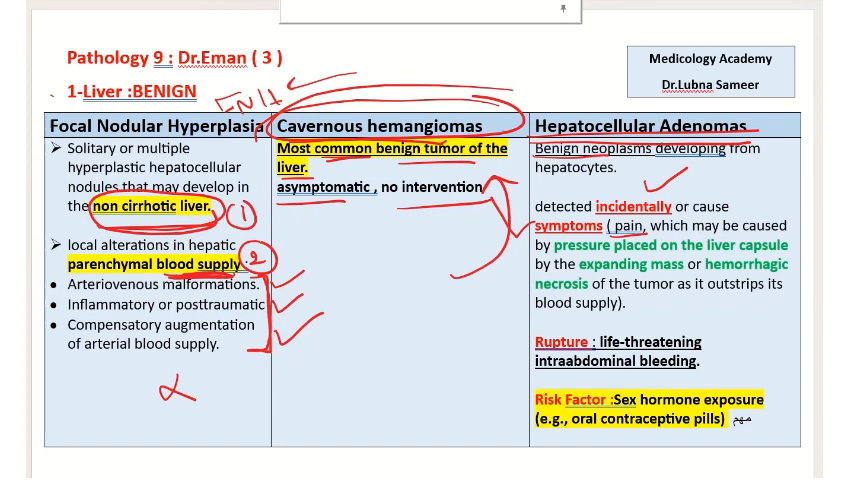 Pathology 9 : Dr.Eman ( 3 )
1-Liver :BENIGN
Medicology Academy
Dr.Lubna Sameer
Focal Nodular Hyperplasia
Solitary or multiple
hyperplastic hepatocellular
nodules that may develop in
the non cirrhotic liver. 1
local alterations in hepatic
parenchymal blood supply. 2
• Arteriovenous malformations.
• Inflammatory or posttraumatic
• Compensatory augmentation
of arterial blood supply.
Cavernous hemangiomas
Most common benign tumor of the
liver.
asymptomatic , no intervention
Hepatocellular Adenomas
Benign neoplasms developing from
hepatocytes.
detected incidentally or cause
symptoms ( pain, which may be caused
by pressure placed on the liver capsule
by the expanding mass or hemorrhagic
necrosis of the tumor as it outstrips its
blood supply).
Rupture : life-threatening
intraabdominal bleeding.
Risk Factor :Sex hormone exposure
(e.g., oral contraceptive pills) مهم